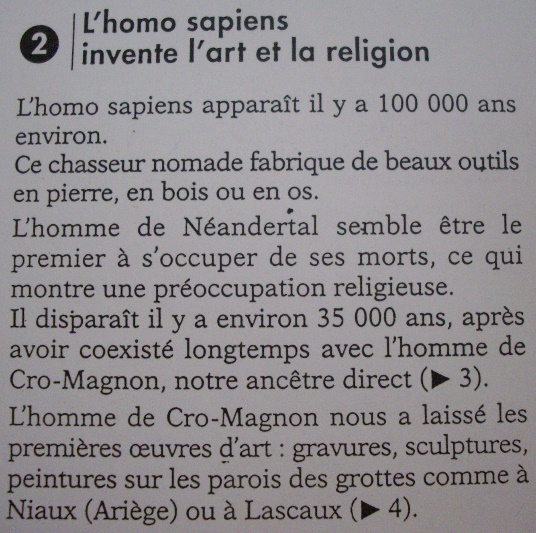 2 L'homo sapiens
invente l'art et la religion
L'homo sapiens apparaît il y a 100 000 ans
environ.
Ce chasseur nomade fabrique de beaux outils
en pierre, en bois ou en os.
L'homme de Néandertal semble être le
premier à s'occuper de ses morts, ce qui
montre une préoccupation religieuse.
Il disparaît il y a environ 35 000 ans, après
avoir coexisté longtemps avec l'homme de
Cro-Magnon, notre ancêtre direct (▶ 3).
L'homme de Cro-Magnon nous a laissé les
premières œuvres d'art : gravures, sculptures,
peintures sur les parois des grottes comme à
Niaux (Ariège) ou à Lascaux (▶ 4).